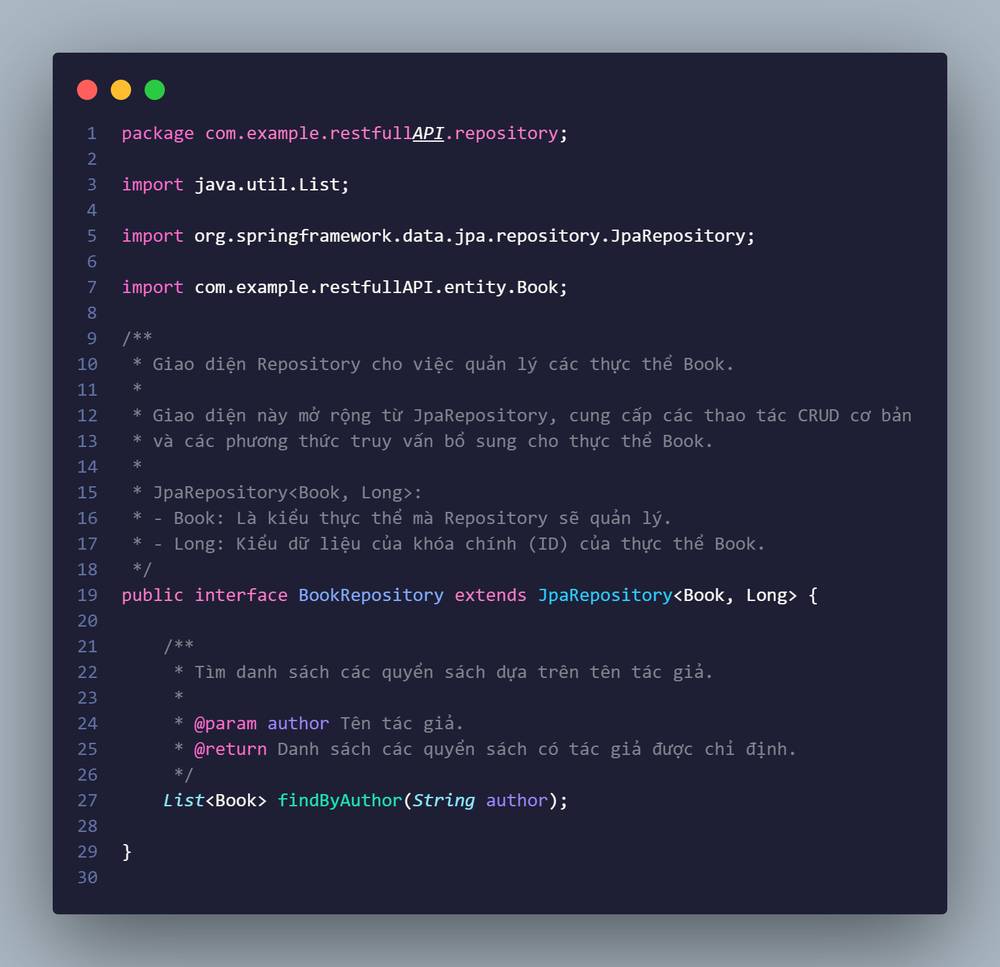 1 package com.example.restfullAPI.repository;
2
3 import java.util.List;
4
5 import org.springframework.data.jpa.repository.JpaRepository;
6
7 import com.example.restfullAPI.entity.Book;
8
9 /**
10  * Giao diện Repository cho việc quản lý các thực thể Book.
11  *
12  * Giao diện này mở rộng từ JpaRepository, cung cấp các thao tác CRUD cơ bản
13  * và các phương thức truy vấn bổ sung cho thực thể Book.
14  *
15  * JpaRepository<Book, Long>:
16  * - Book: Là kiểu thực thể mà Repository sẽ quản lý.
17  * - Long: Kiểu dữ liệu của khóa chính (ID) của thực thể Book.
18  */
19 public interface BookRepository extends JpaRepository<Book, Long> {
20
21     /**
22      * Tìm danh sách các quyển sách dựa trên tên tác giả.
23      *
24      * @param author Tên tác giả.
25      * @return Danh sách các quyển sách có tác giả được chỉ định.
26      */
27     List<Book> findByAuthor(String author);
28
29 }
30